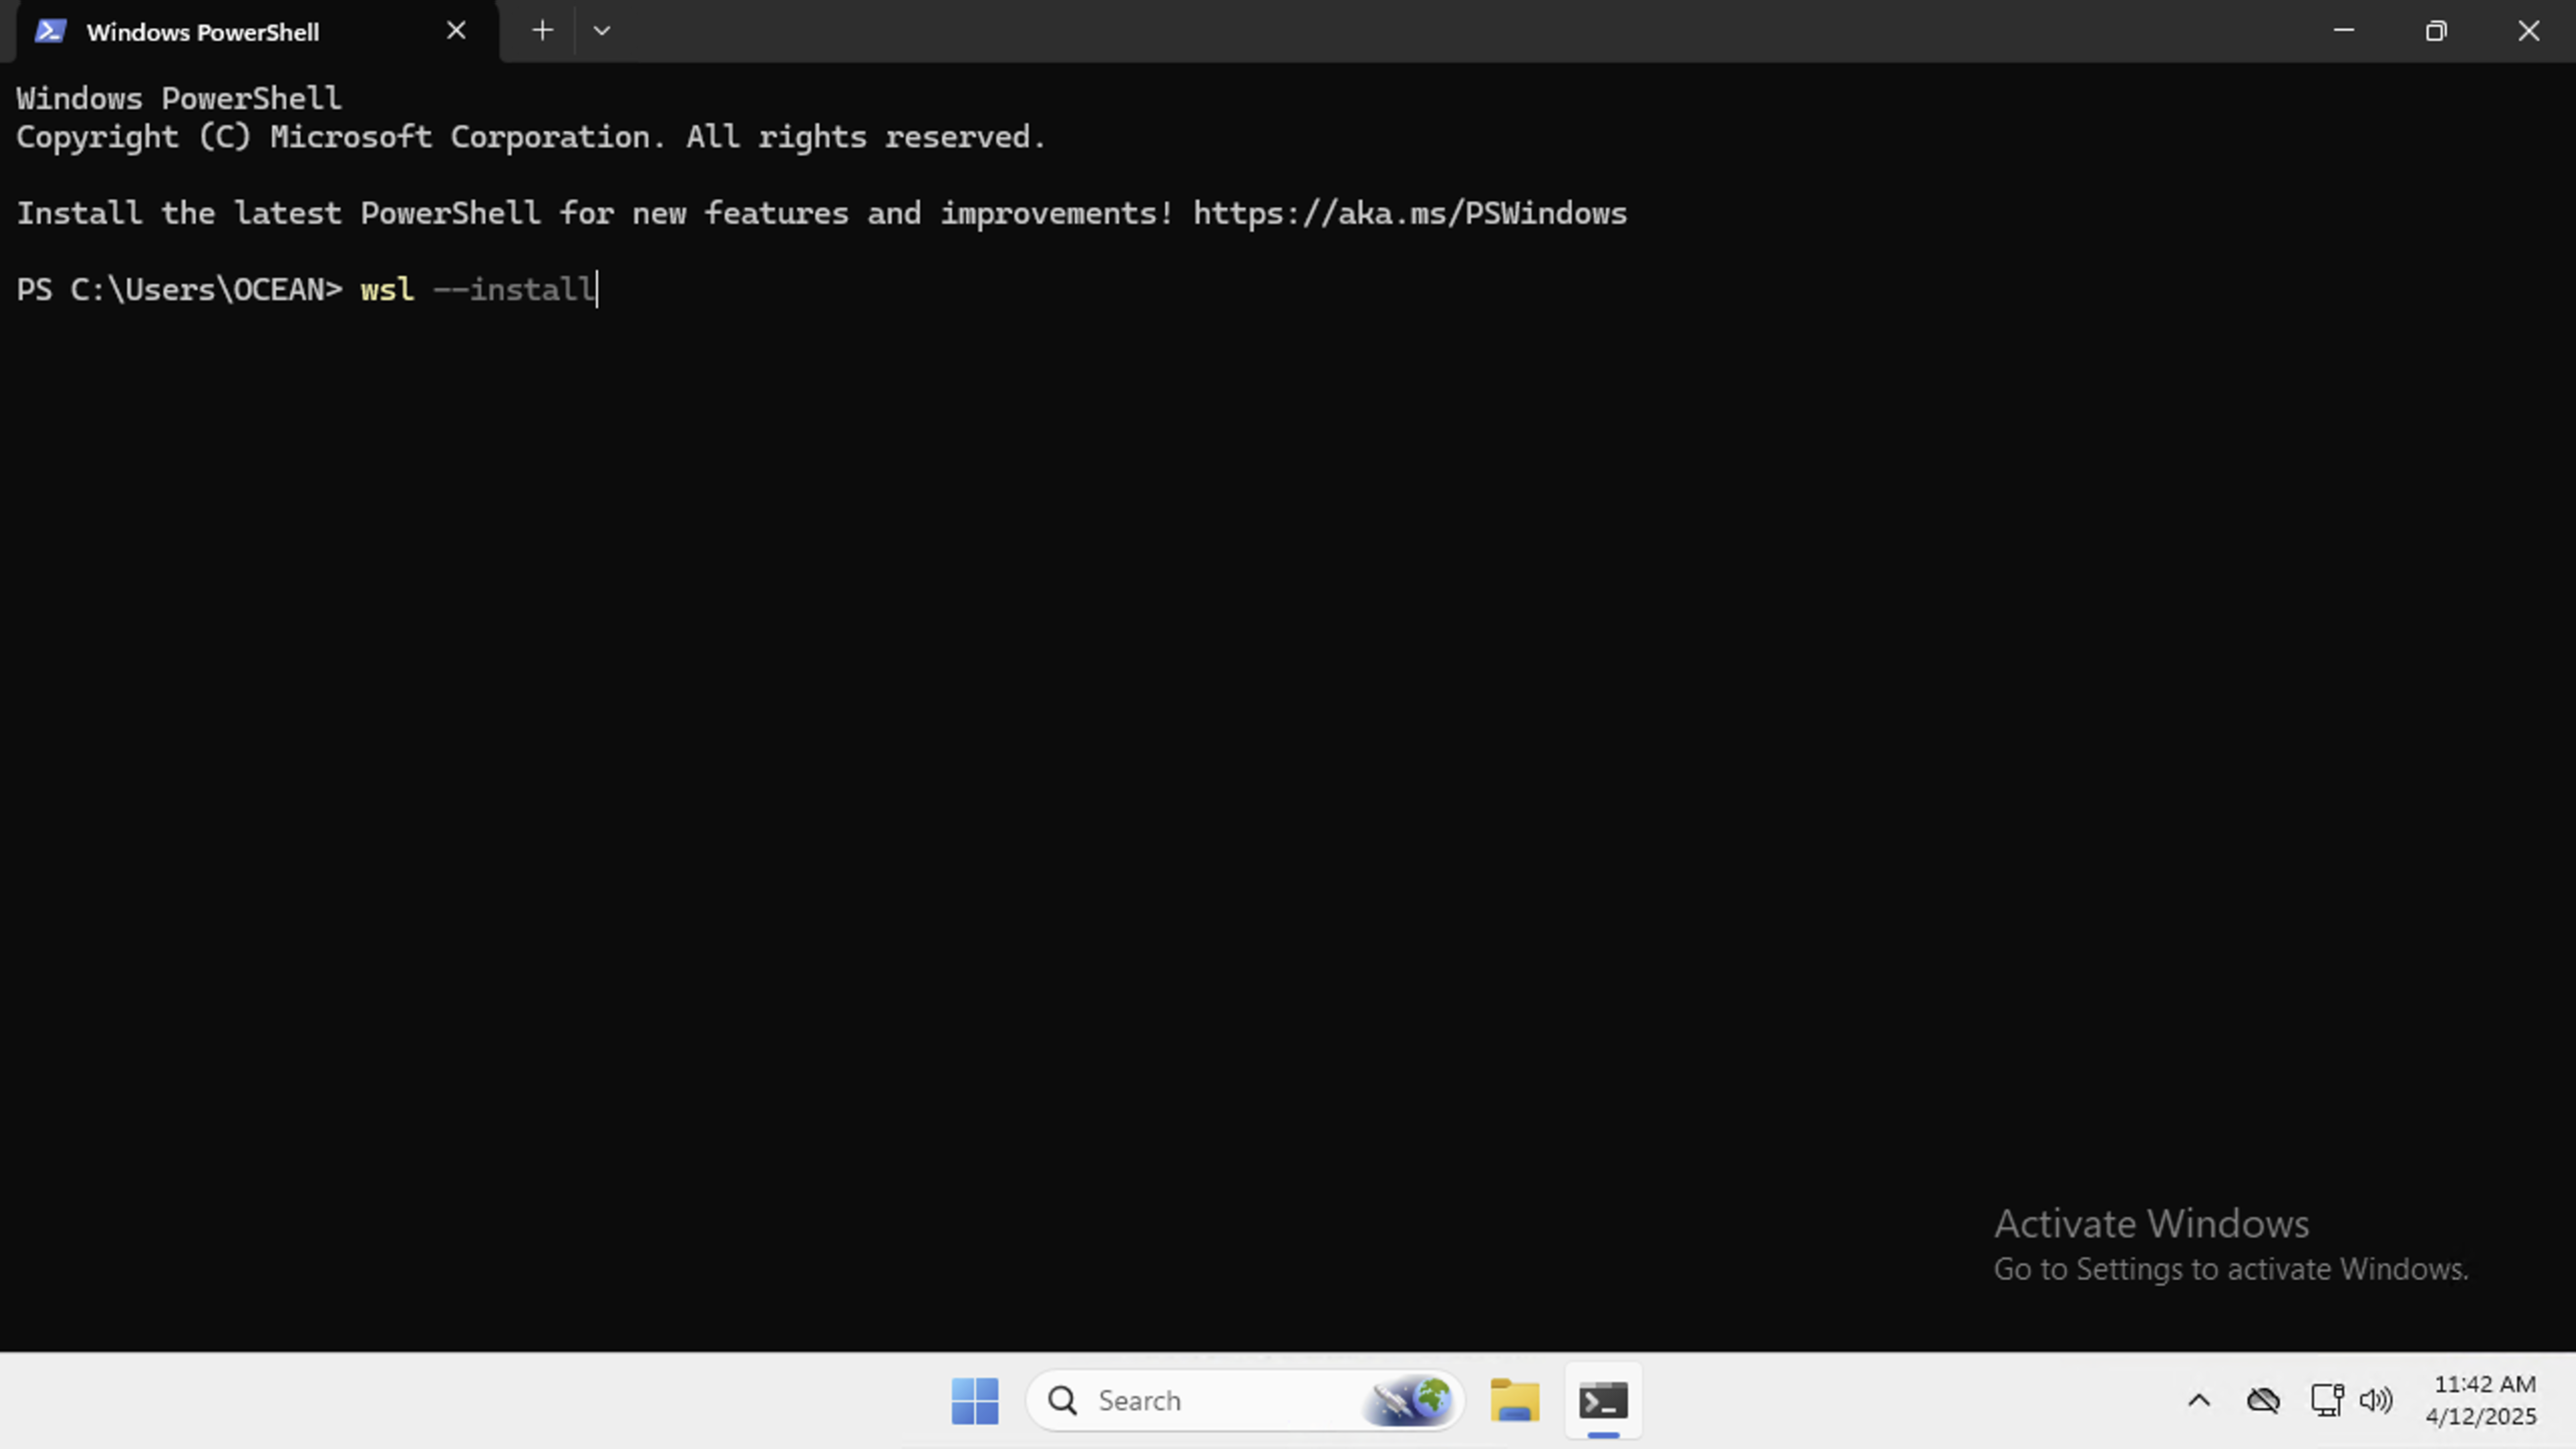 Windows PowerShell
Windows PowerShell
Copyright (C) Microsoft Corporation. All rights reserved.
Install the latest PowerShell for new features and improvements! https://aka.ms/PSWindows
PS C:\Users\OCEAN> wsl --install
Activate Windows
Go to Settings to activate Windows.
Search
11:42 AM
4/12/2025